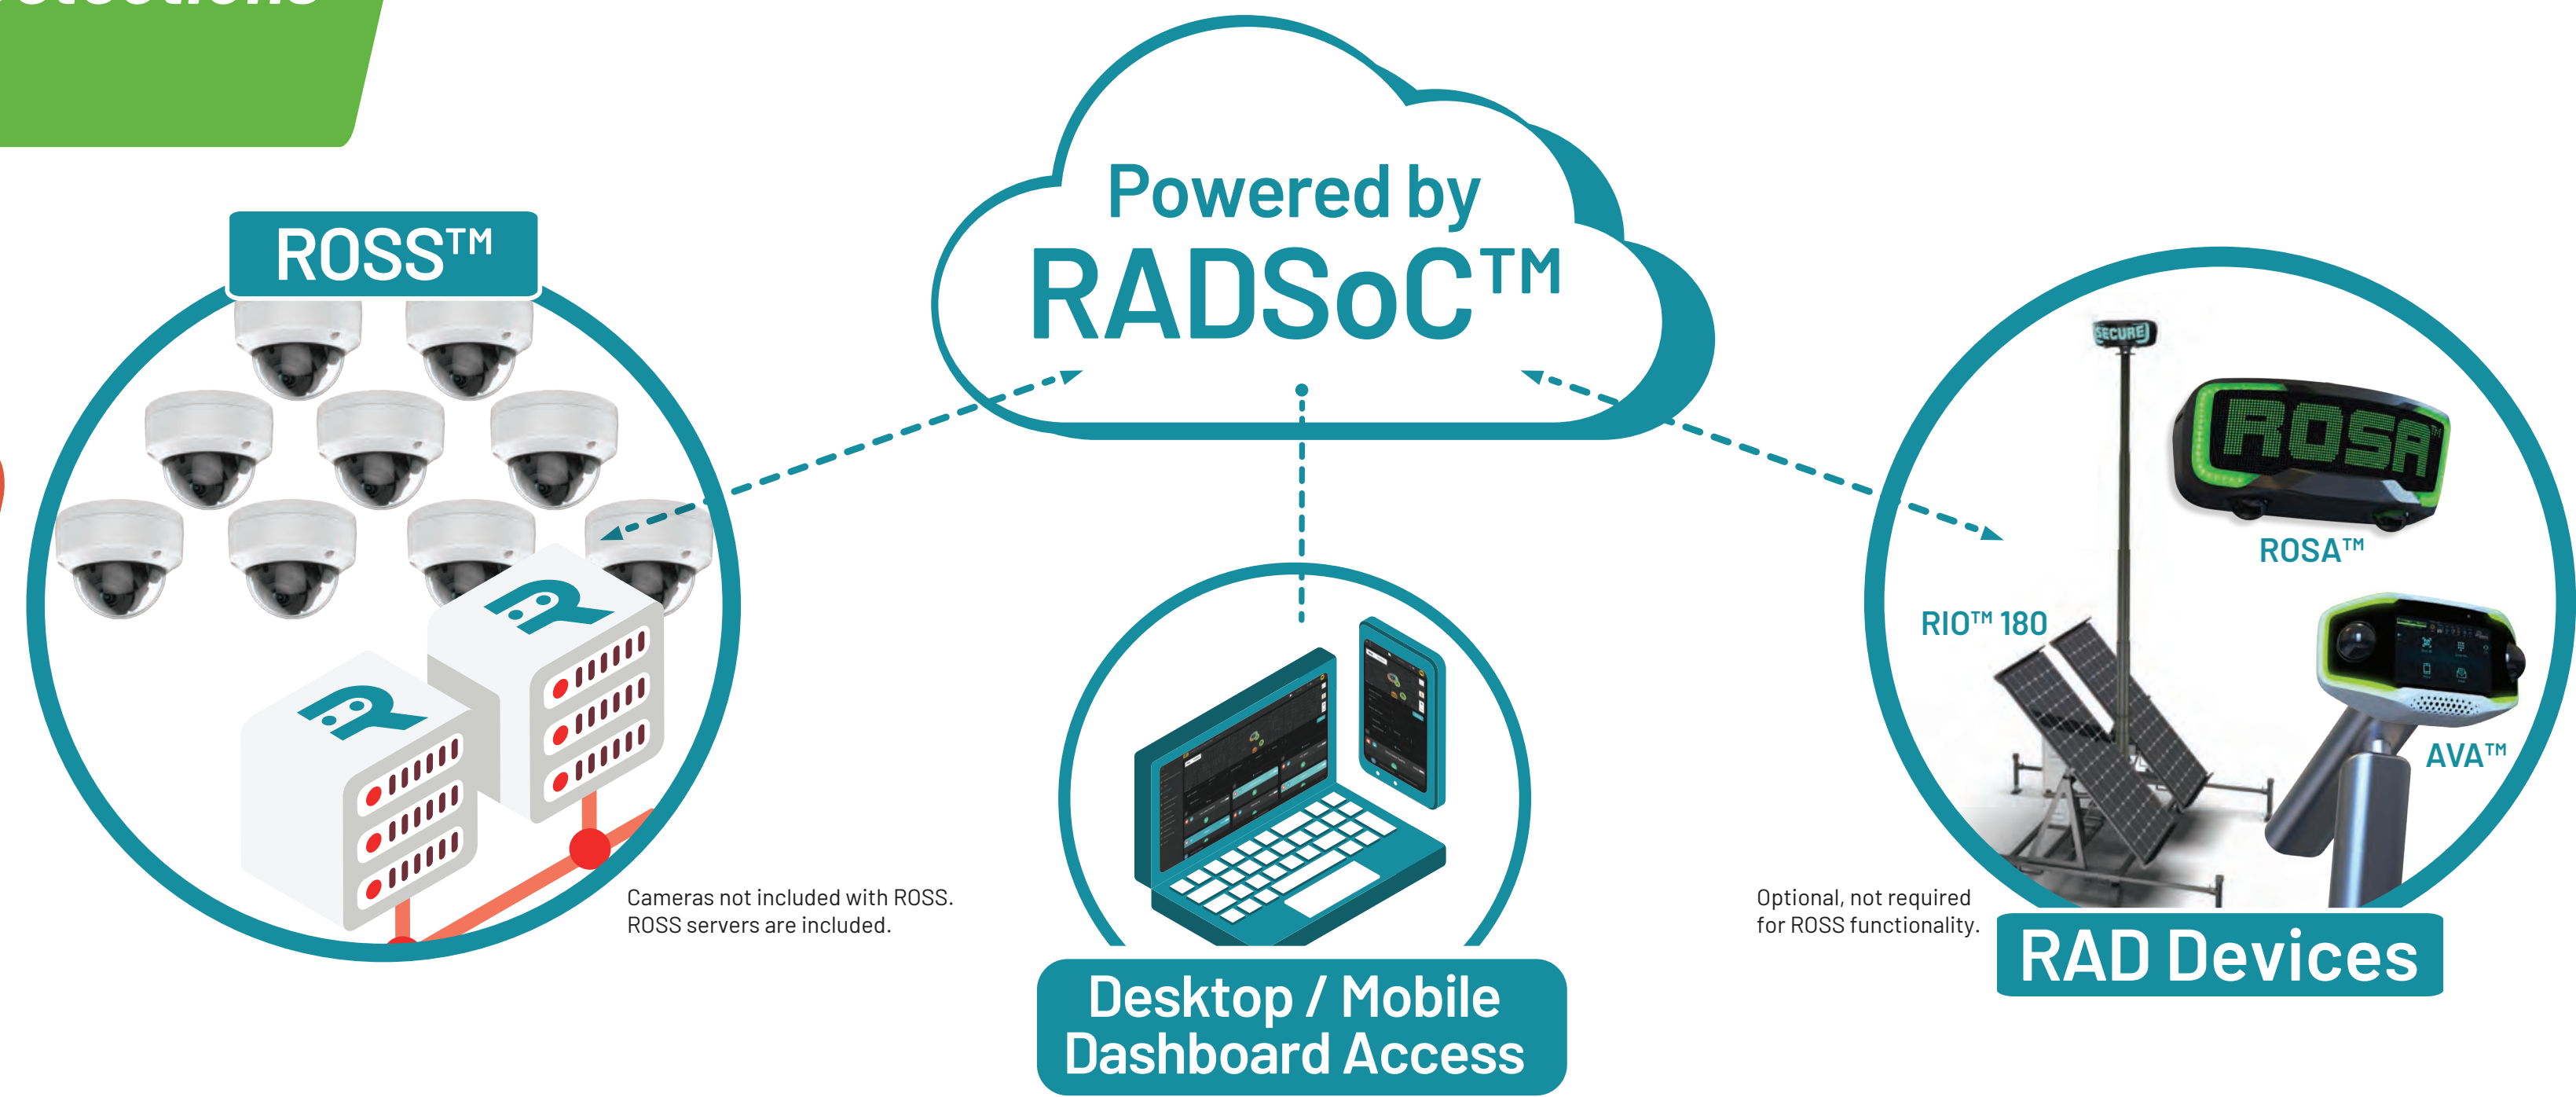 Powered by
RADSoC™
ROSS™
SECURE
ROSA™
ROSA™
RIO™ 180
AVA™
Cameras not included with ROSS.
ROSS servers are included.
Optional, not required
for ROSS functionality.
RAD Devices
Desktop / Mobile
Dashboard Access